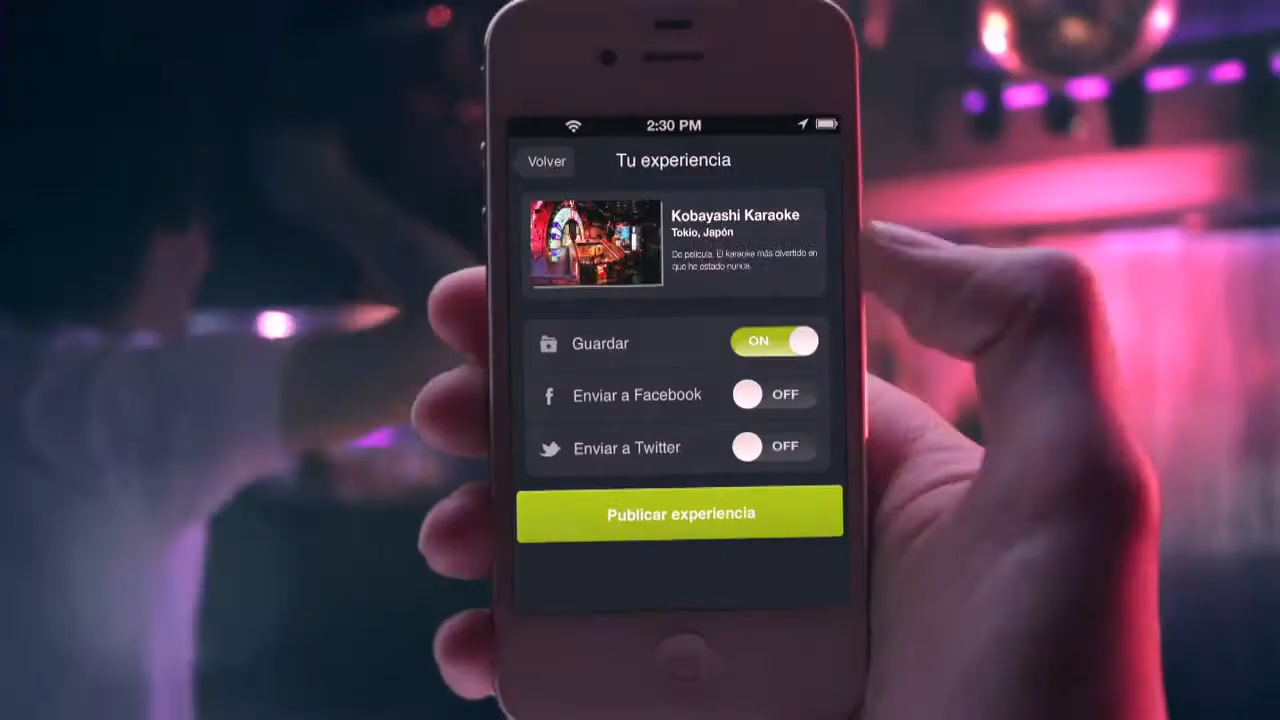 2:30 PM
Volver
Tu experiencia
Kobayashi Karaoke
Tokio, Japón
De película. El karaoke más divertido en
que he estado nunca.
Guardar
ON
Enviar a Facebook
OFF
Enviar a Twitter
OFF
Publicar experiencia